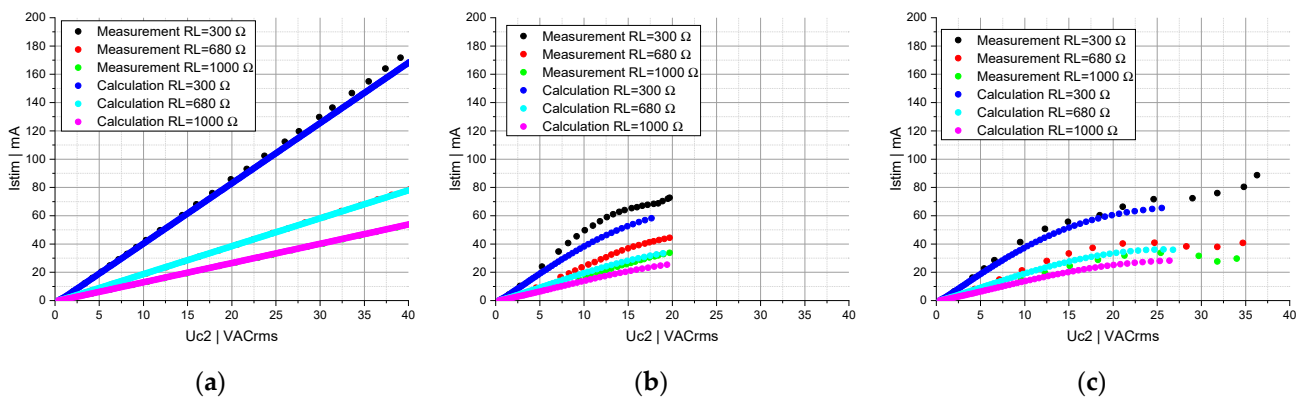 200
180
160
140
120
100
80
60
40
20
0
Istim | mA
Measurement RL=300 Ω
Measurement RL=680 Ω
Measurement RL=1000 Ω
Calculation RL=300 Ω
Calculation RL=680 Ω
Calculation RL=1000 Ω
0 5 10 15 20 25 30 35 40
Uc2 | VACrms
(a)
200
180
160
140
120
100
80
60
40
20
0
Istim | mA
Measurement RL=300 Ω
Measurement RL=680 Ω
Measurement RL=1000 Ω
Calculation RL=300 Ω
Calculation RL=680 Ω
Calculation RL=1000 Ω
0 5 10 15 20 25 30 35 40
Uc2 | VACrms
(b)
200
180
160
140
120
100
80
60
40
20
0
Istim | mA
Measurement RL=300 Ω
Measurement RL=680 Ω
Measurement RL=1000 Ω
Calculation RL=300 Ω
Calculation RL=680 Ω
Calculation RL=1000 Ω
0 5 10 15 20 25 30 35 40
Uc2 | VACrms
(c)